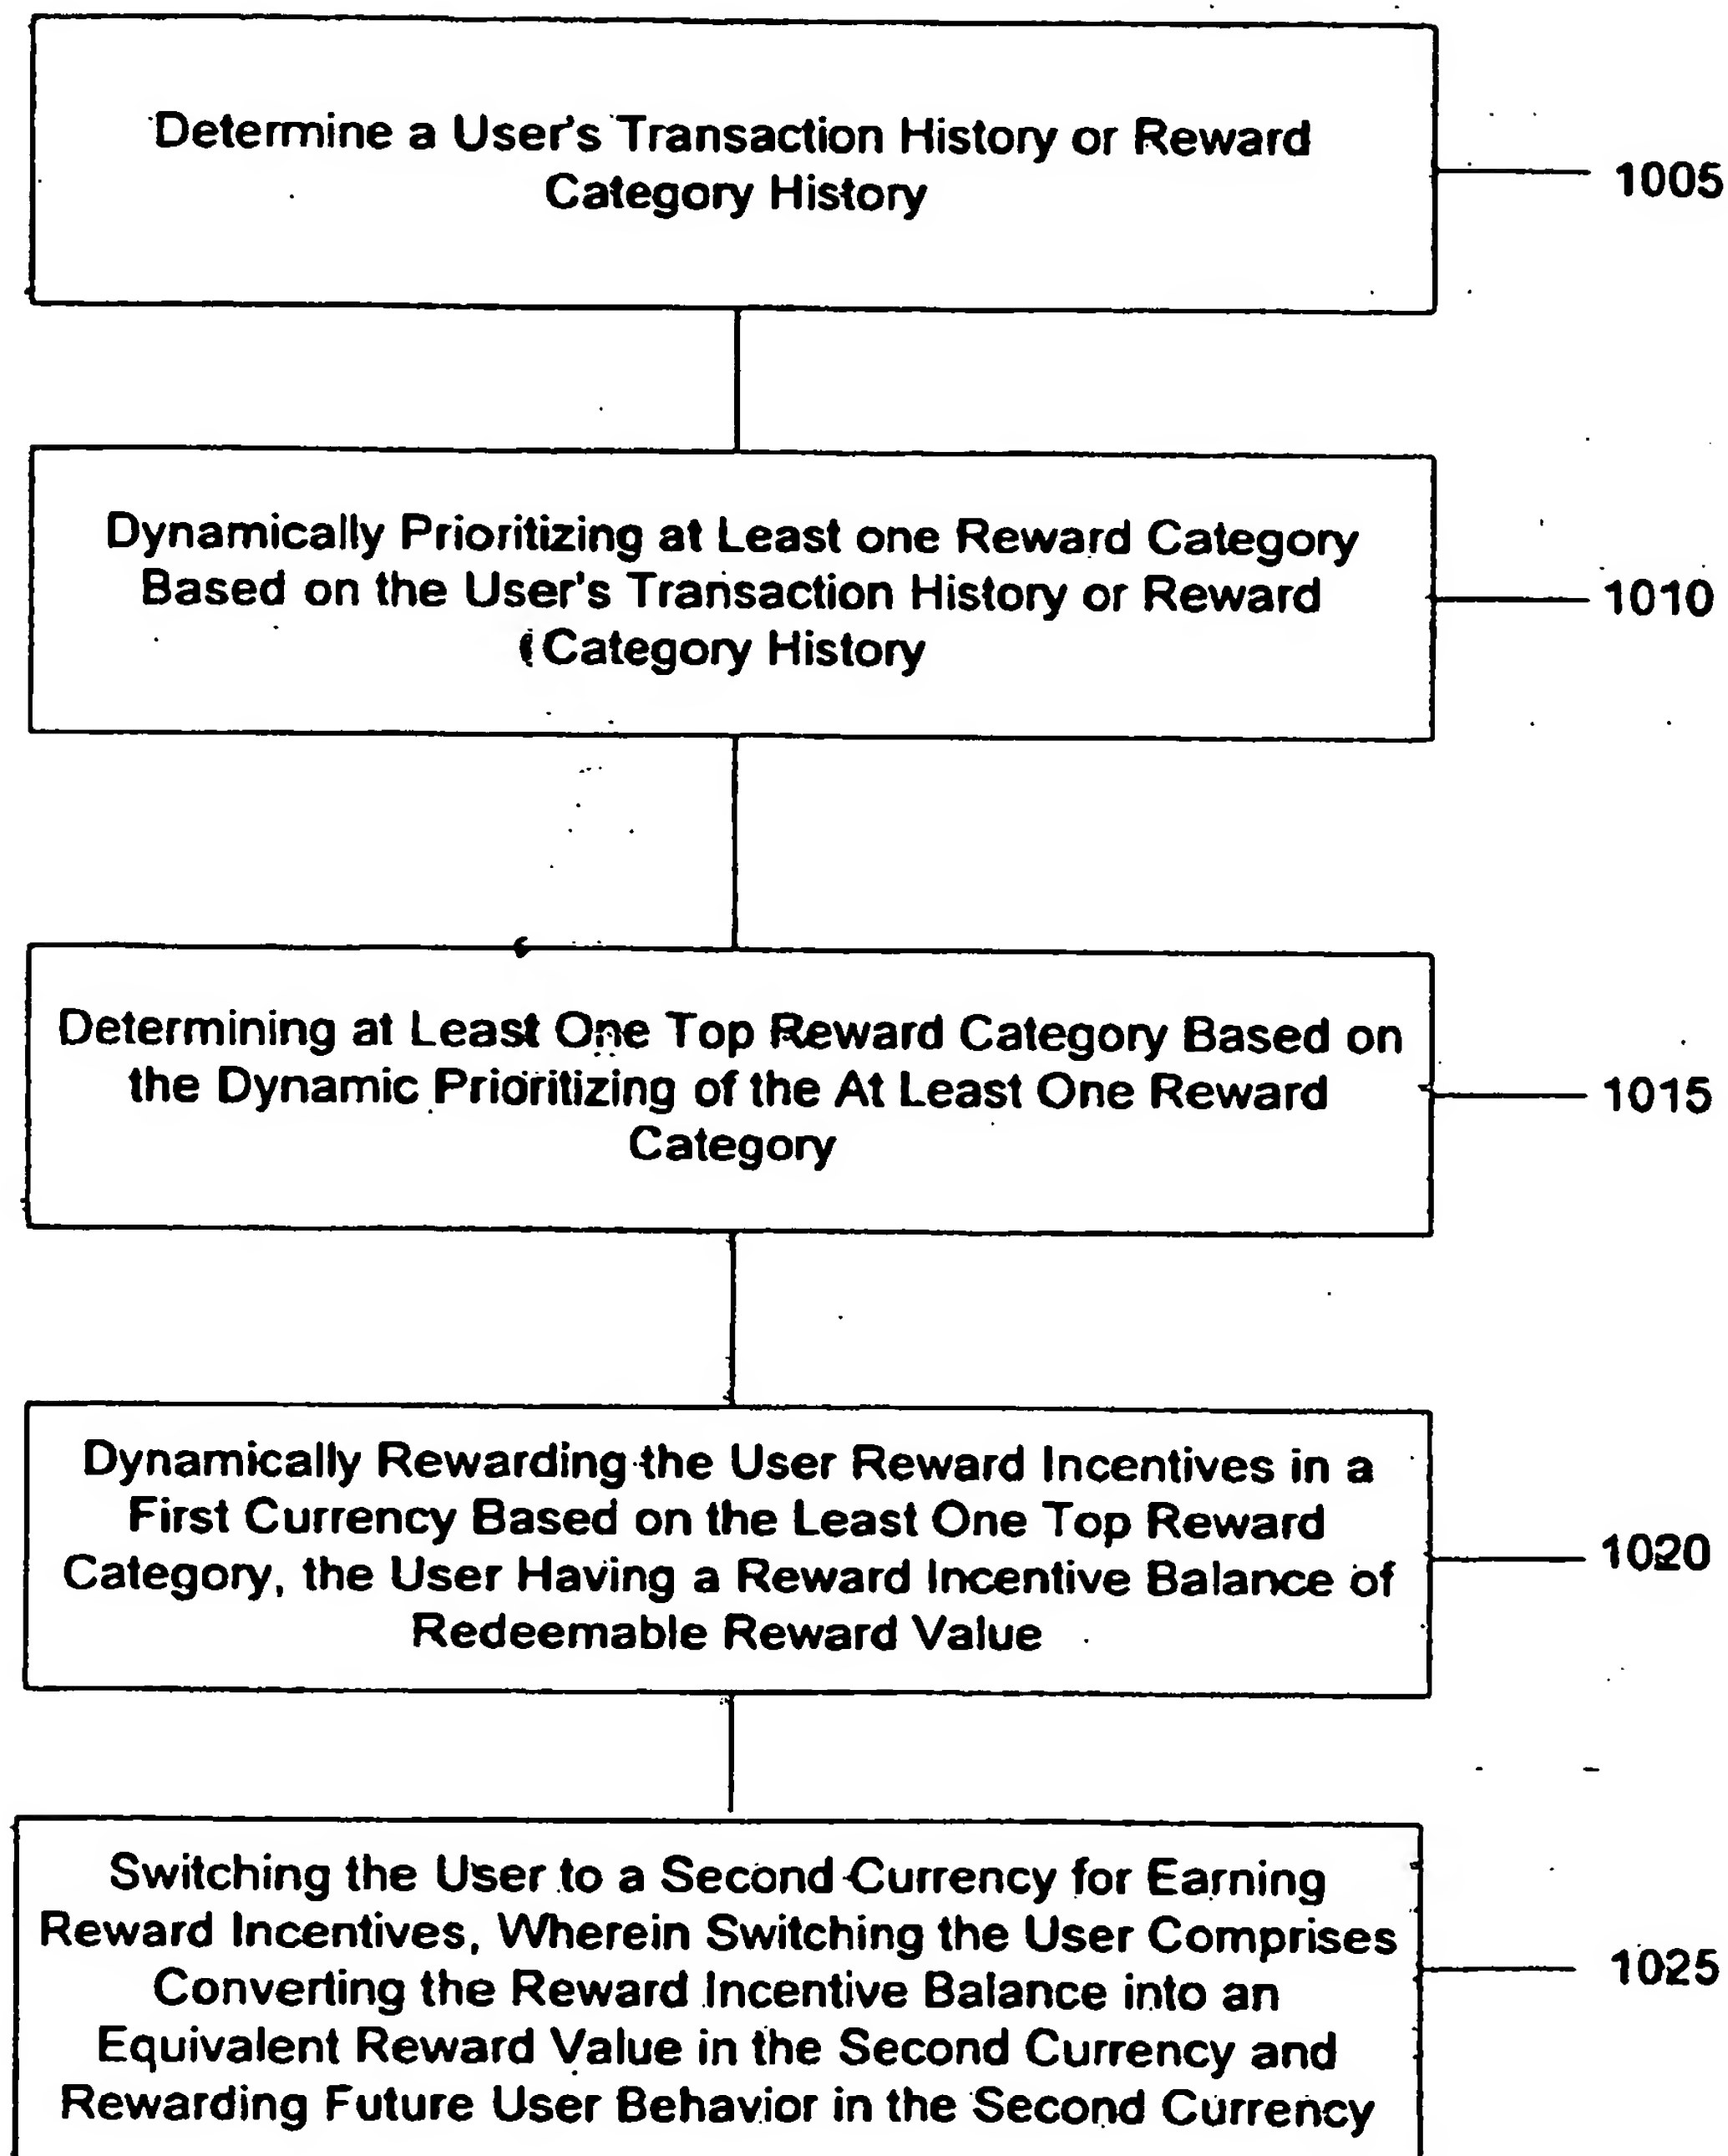 Determine a User's Transaction History or Reward
Category History
1005
Dynamically Prioritizing at Least one Reward Category
Based on the User's Transaction History or Reward
Category History
1010
Determining at Least One Top Reward Category Based on
the Dynamic Prioritizing of the At Least One Reward
Category
1015
Dynamically Rewarding the User Reward Incentives in a
First Currency Based on the Least One Top Reward
Category, the User Having a Reward Incentive Balance of
Redeemable Reward Value
1020
Switching the User to a Second Currency for Earning
Reward Incentives, Wherein Switching the User Comprises
Converting the Reward Incentive Balance into an
Equivalent Reward Value in the Second Currency and
Rewarding Future User Behavior in the Second Currency
1025